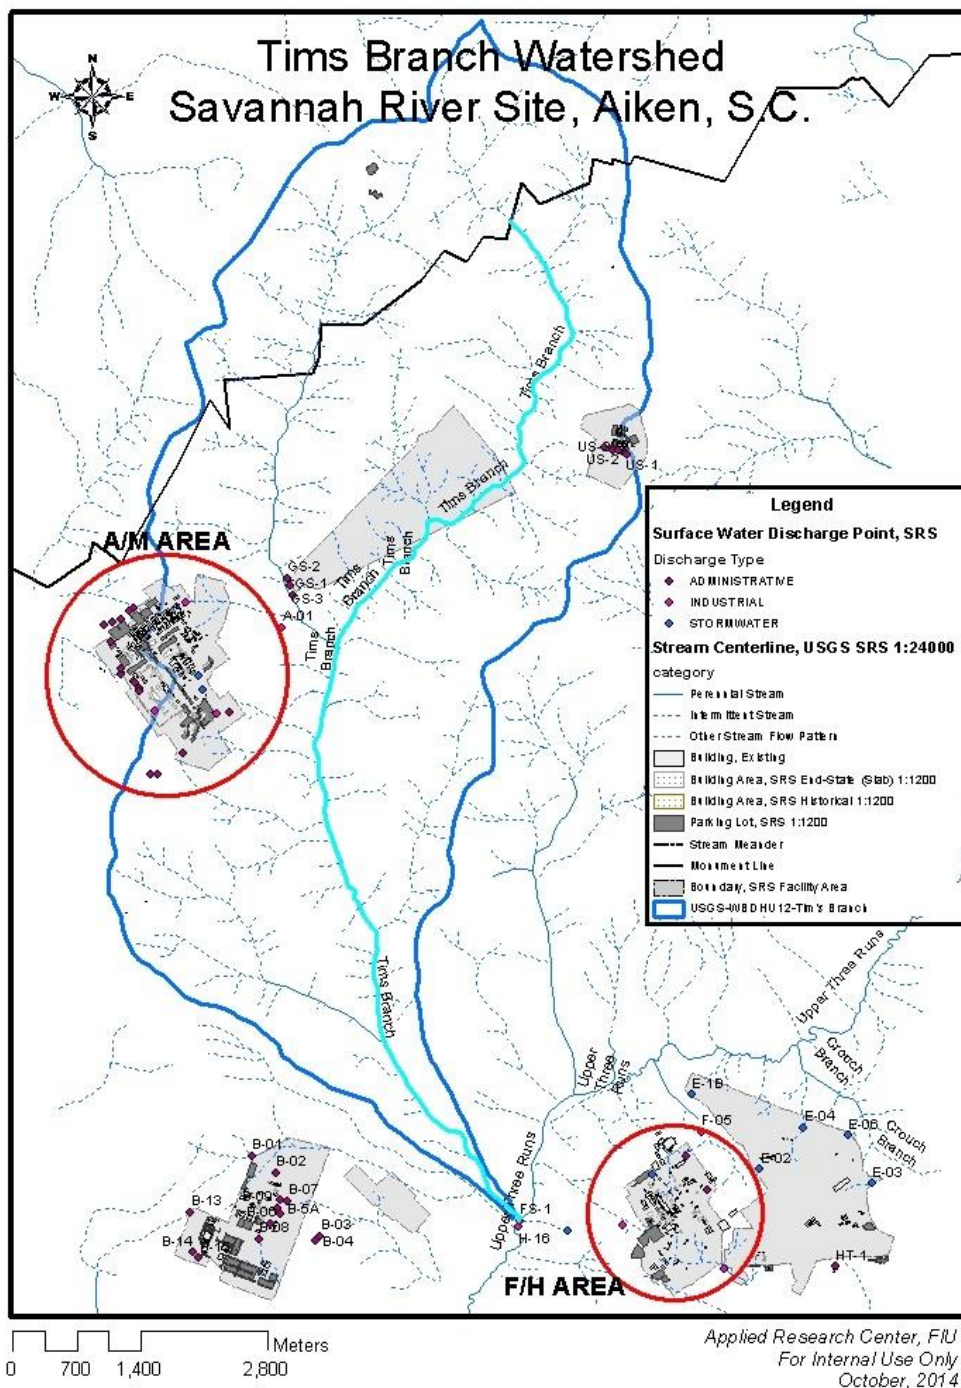 Tims Branch Watershed
Savannah River Site, Aiken, S.C.
N
W E
S
Tims Branch
US-2
US-1
Tims Branch
Tims
Branch
A/M AREA
GS-2
GS-1
GS-3
Tims
Branch
A-01
Tims
Branch
Legend
Surface Water Discharge Point, SRS
Discharge Type
ADMINISTRATIVE
INDUSTRIAL
STORMWATER
Stream Centerline, USGS SRS 1:24000
category
Perennial Stream
Intermittent Stream
Other Stream Flow Pattern
Building, Existing
Building Area, SRS End-State (Slab) 1:1200
Building Area, SRS Historical 1:1200
Parking Lot, SRS 1:1200
Stream Meander
Monument Line
Boundary, SRS Facility Area
USGS-WBDHU12-Tim's Branch
Tims Branch
Upper Three Runs
Upper
Three
Runs
Crouch
Branch
E-1B
F-05
E-04
E-06
Crouch
Branch
E-02
E-03
B-01
B-02
B-07
B-5A
B-13
B-08
B-03
B-04
B-14
Upper Three Runs
FS-1
H-16
HT-1
F/H AREA
Meters
0 700 1,400 2,800
Applied Research Center, FIU
For Internal Use Only
October, 2014